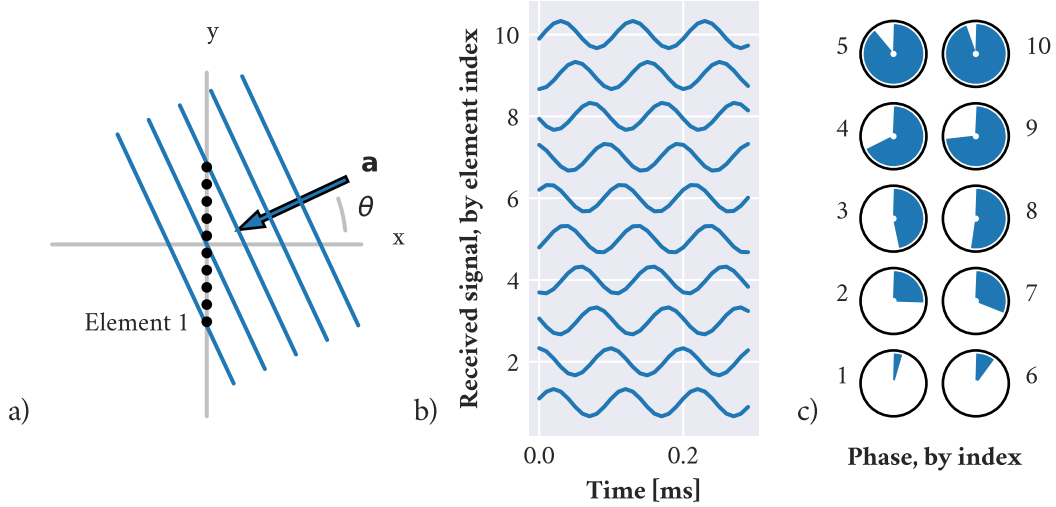 y
a
θ
x
Element 1
a)
Received signal, by element index
10
8
6
4
2
0.0 0.2
Time [ms]
b)
5 10
4 9
3 8
2 7
1 6
Phase, by index
c)